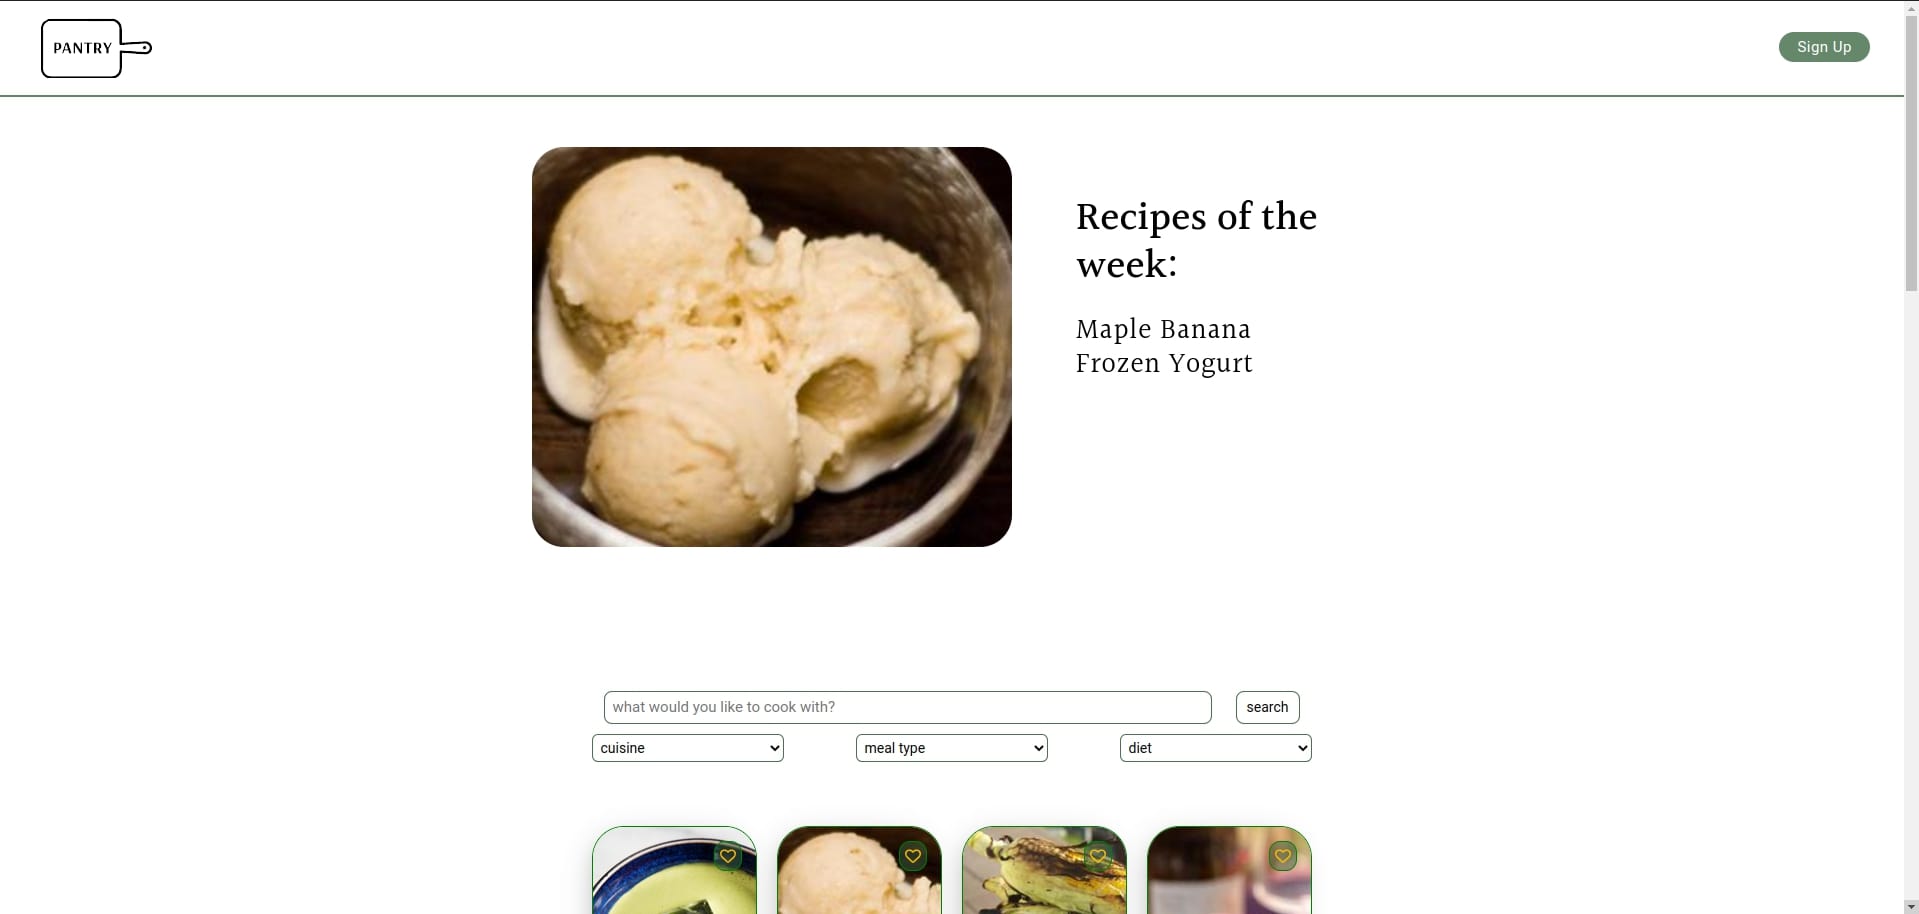 PANTRY
Sign Up
Recipes of the
week:
Maple Banana
Frozen Yogurt
what would you like to cook with?
search
cuisine
meal type
diet